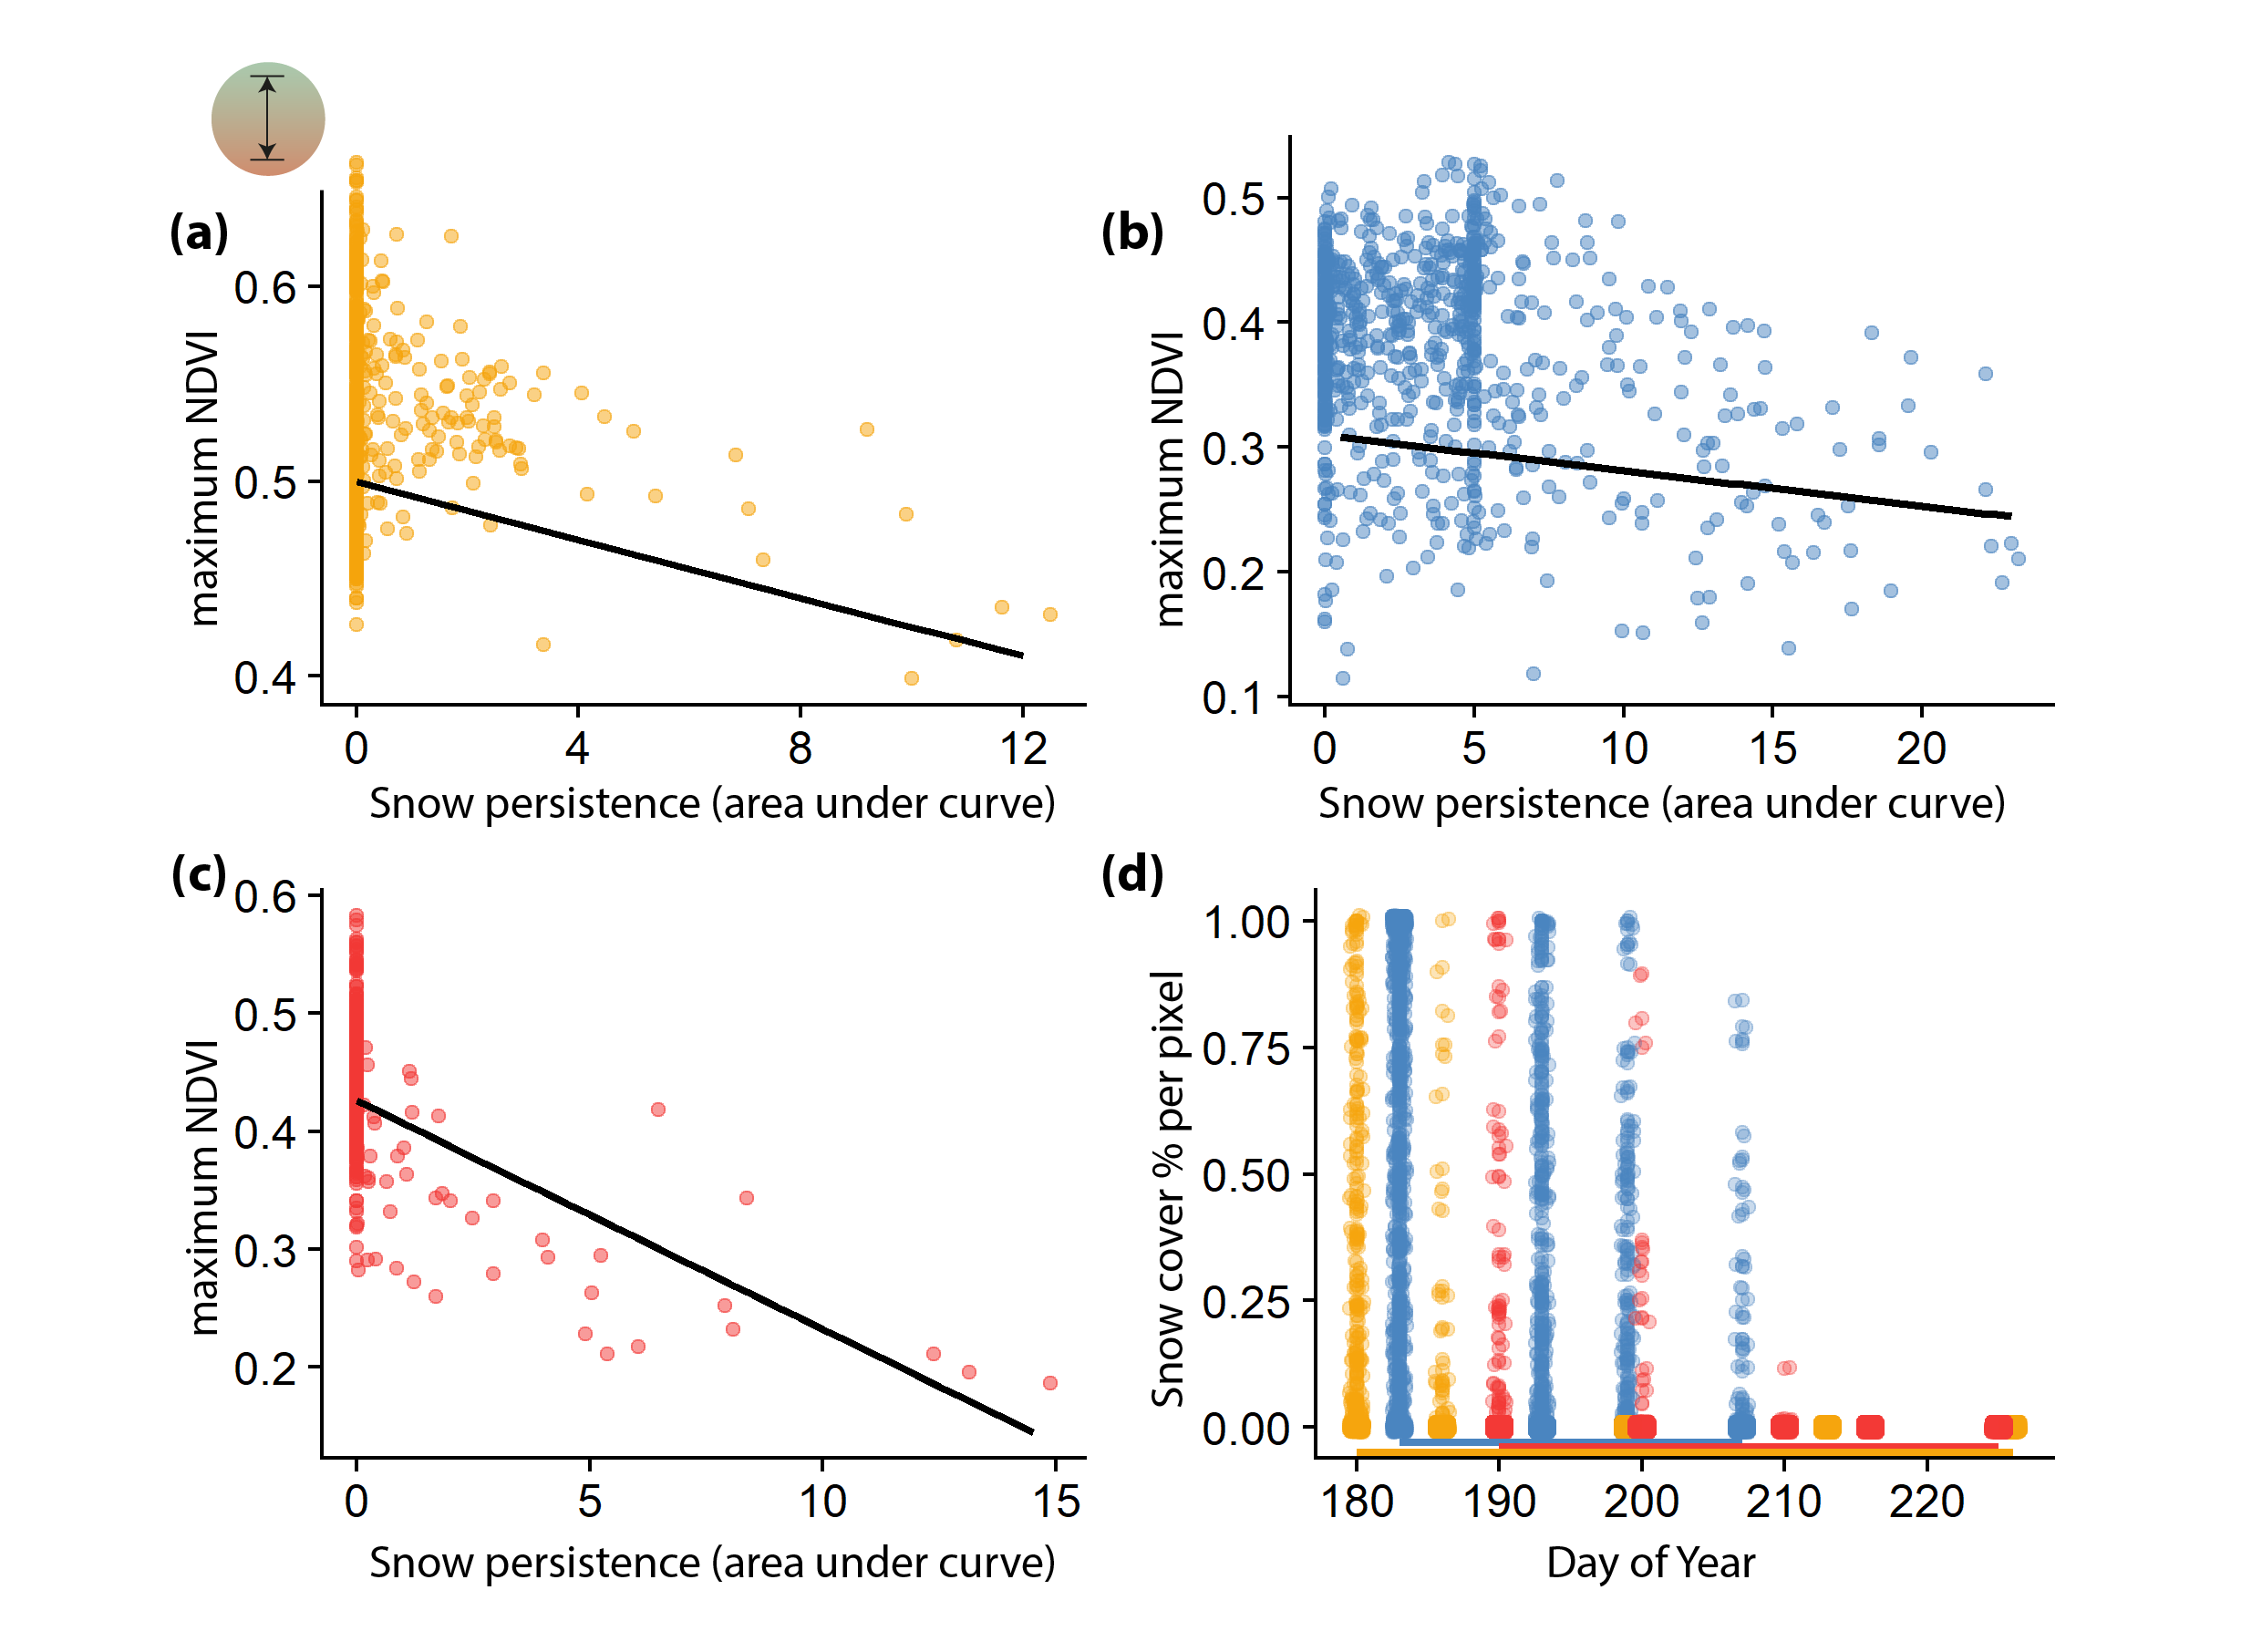 (a)
maximum NDVI
0.6
0.5
0.4
0 4 8 12
Snow persistence (area under curve)
(b)
maximum NDVI
0.5
0.4
0.3
0.2
0.1
0 5 10 15 20
Snow persistence (area under curve)
(c)
maximum NDVI
0.6
0.5
0.4
0.3
0.2
0 5 10 15
Snow persistence (area under curve)
(d)
Snow cover % per pixel
1.00
0.75
0.50
0.25
0.00
180 190 200 210 220
Day of Year